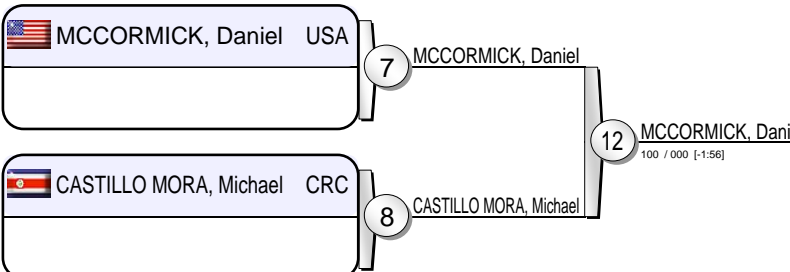 MCCORMICK, Daniel USA
7
MCCORMICK, Daniel
12
MCCORMICK, Dani
100 / 000 [-1:56]
CASTILLO MORA, Michael CRC
8
CASTILLO MORA, Michael